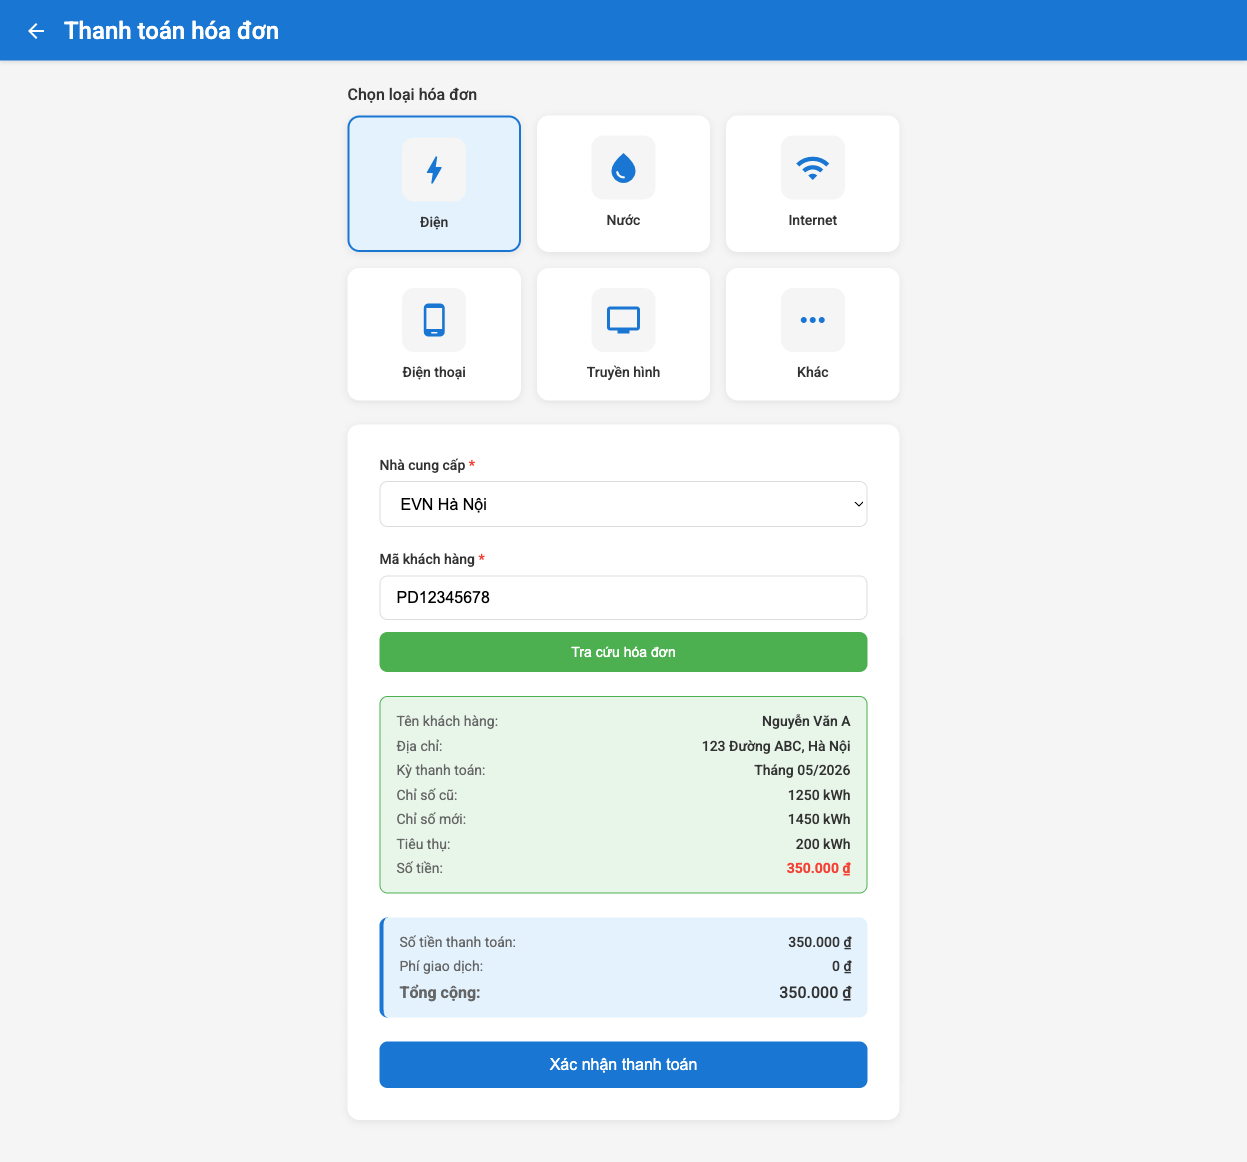 Thanh toán hóa đơn
Chọn loại hóa đơn
Điện
Nước
Internet
Điện thoại
Truyền hình
Khác
Nhà cung cấp *
EVN Hà Nội
Mã khách hàng *
PD12345678
Tra cứu hóa đơn
Tên khách hàng: Nguyễn Văn A
Địa chỉ: 123 Đường ABC, Hà Nội
Kỳ thanh toán: Tháng 05/2026
Chỉ số cũ: 1250 kWh
Chỉ số mới: 1450 kWh
Tiêu thụ: 200 kWh
Số tiền: 350.000 ₫
Số tiền thanh toán: 350.000 ₫
Phí giao dịch: 0 ₫
Tổng cộng: 350.000 ₫
Xác nhận thanh toán